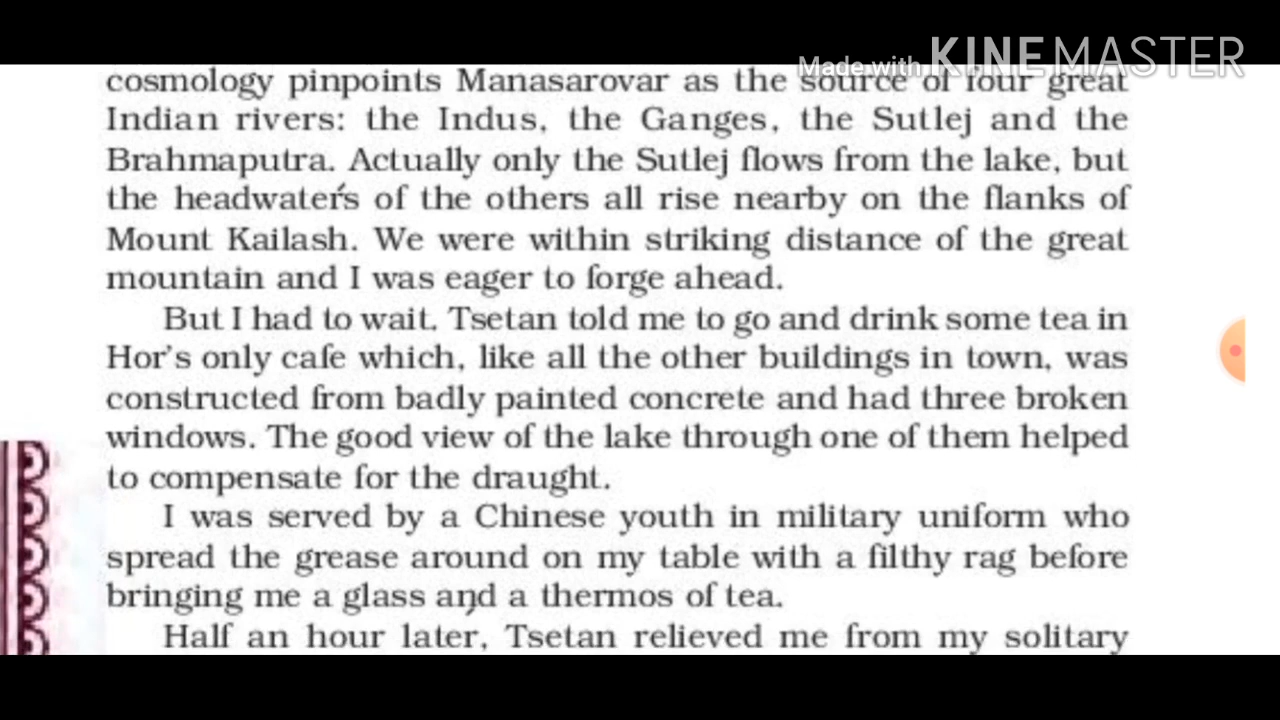 Made with KINEMASTER
cosmology pinpoints Manasarovar as the source of four great
Indian rivers: the Indus, the Ganges, the Sutlej and the
Brahmaputra. Actually only the Sutlej flows from the lake, but
the headwaters of the others all rise nearby on the flanks of
Mount Kailash. We were within striking distance of the great
mountain and I was eager to forge ahead.
But I had to wait. Tsetan told me to go and drink some tea in
Hor's only cafe which, like all the other buildings in town, was
constructed from badly painted concrete and had three broken
windows. The good view of the lake through one of them helped
to compensate for the draught.
I was served by a Chinese youth in military uniform who
spread the grease around on my table with a filthy rag before
bringing me a glass and a thermos of tea.
Half an hour later, Tsetan relieved me from my solitary